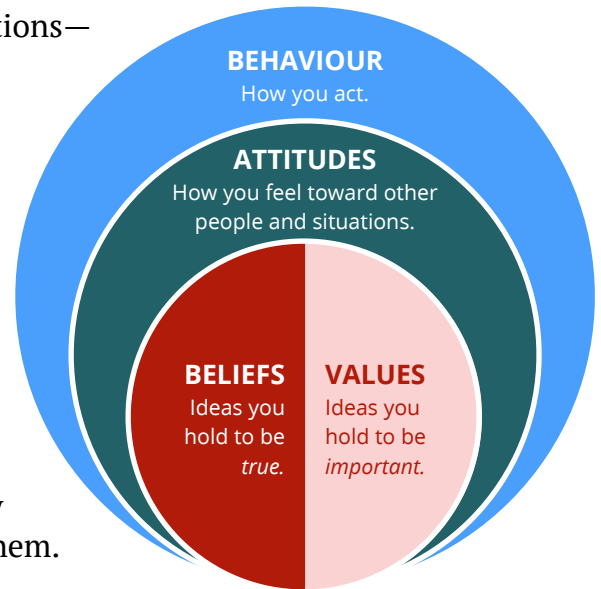 tions—
BEHAVIOUR
How you act.
ATTITUDES
How you feel toward other
people and situations.
BELIEFS
Ideas you
hold to be
true.
VALUES
Ideas you
hold to be
important.